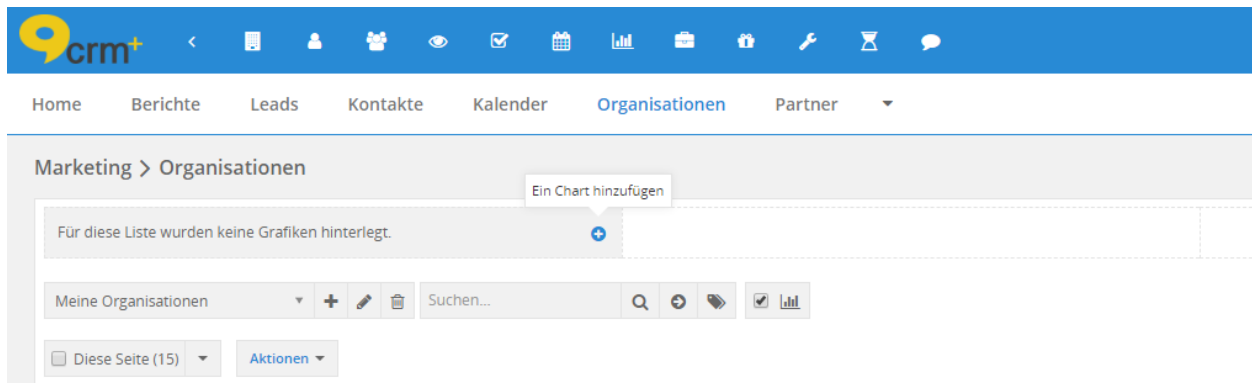 crm+
Home Berichte Leads Kontakte Kalender Organisationen Partner
Marketing > Organisationen
Ein Chart hinzufügen
Für diese Liste wurden keine Grafiken hinterlegt.
Meine Organisationen Suchen...
Diese Seite (15) Aktionen